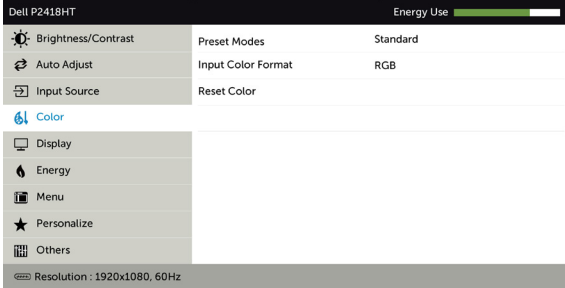 Dell P2418HT Energy Use
Brightness/Contrast
Preset Modes Standard
Auto Adjust
Input Color Format RGB
Input Source
Reset Color
Color
Display
Energy
Menu
Personalize
Others
Resolution : 1920x1080, 60Hz